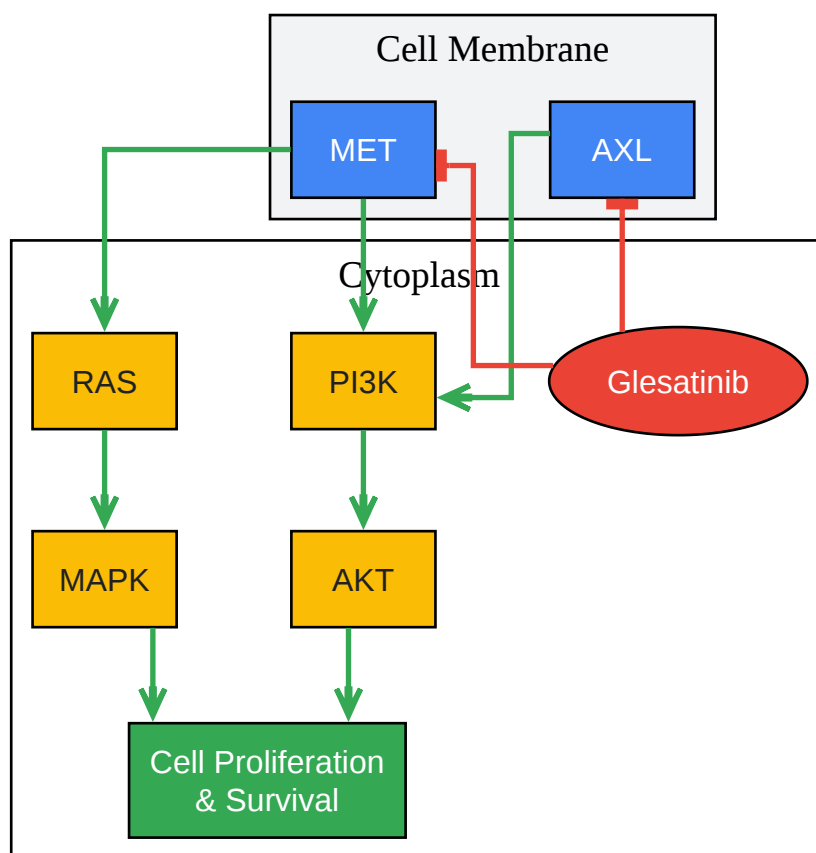 Cell Membrane
MET
AXL
Cytoplasm
RAS
PI3K
Glesatinib
MAPK
AKT
Cell Proliferation
& Survival